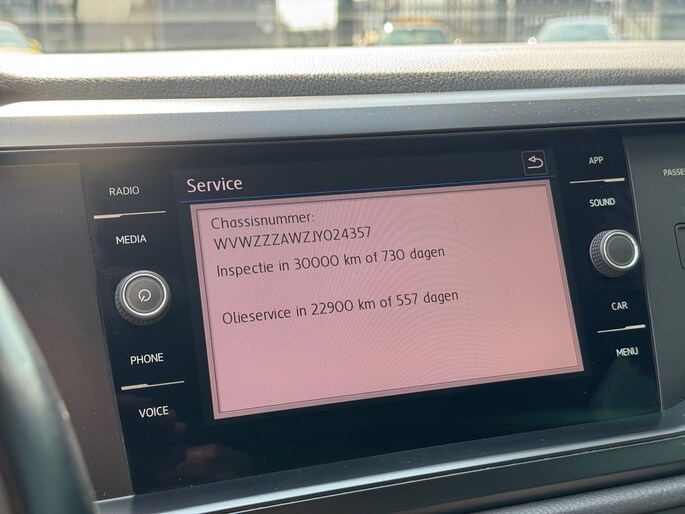 RADIO
MEDIA
PHONE
VOICE
Service
Chassisnummer:
WVWZZZAWZJY024357
Inspectie in 30000 km of 730 dagen
Olieservice in 22900 km of 557 dagen
APP
SOUND
CAR
MENU